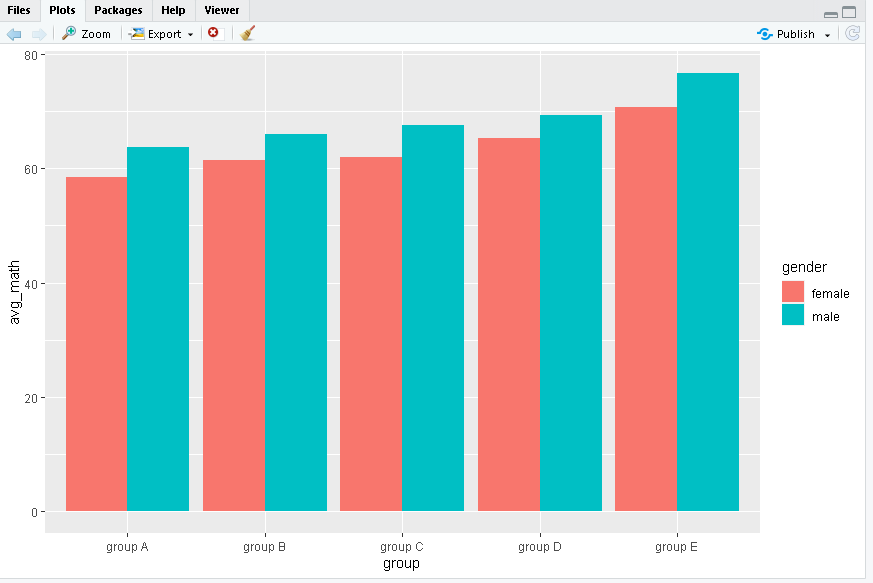 Files Plots Packages Help Viewer
Zoom Export Publish
80
60
40
20
0
avg_math
group A group B group C group D group E
group
gender
female
male